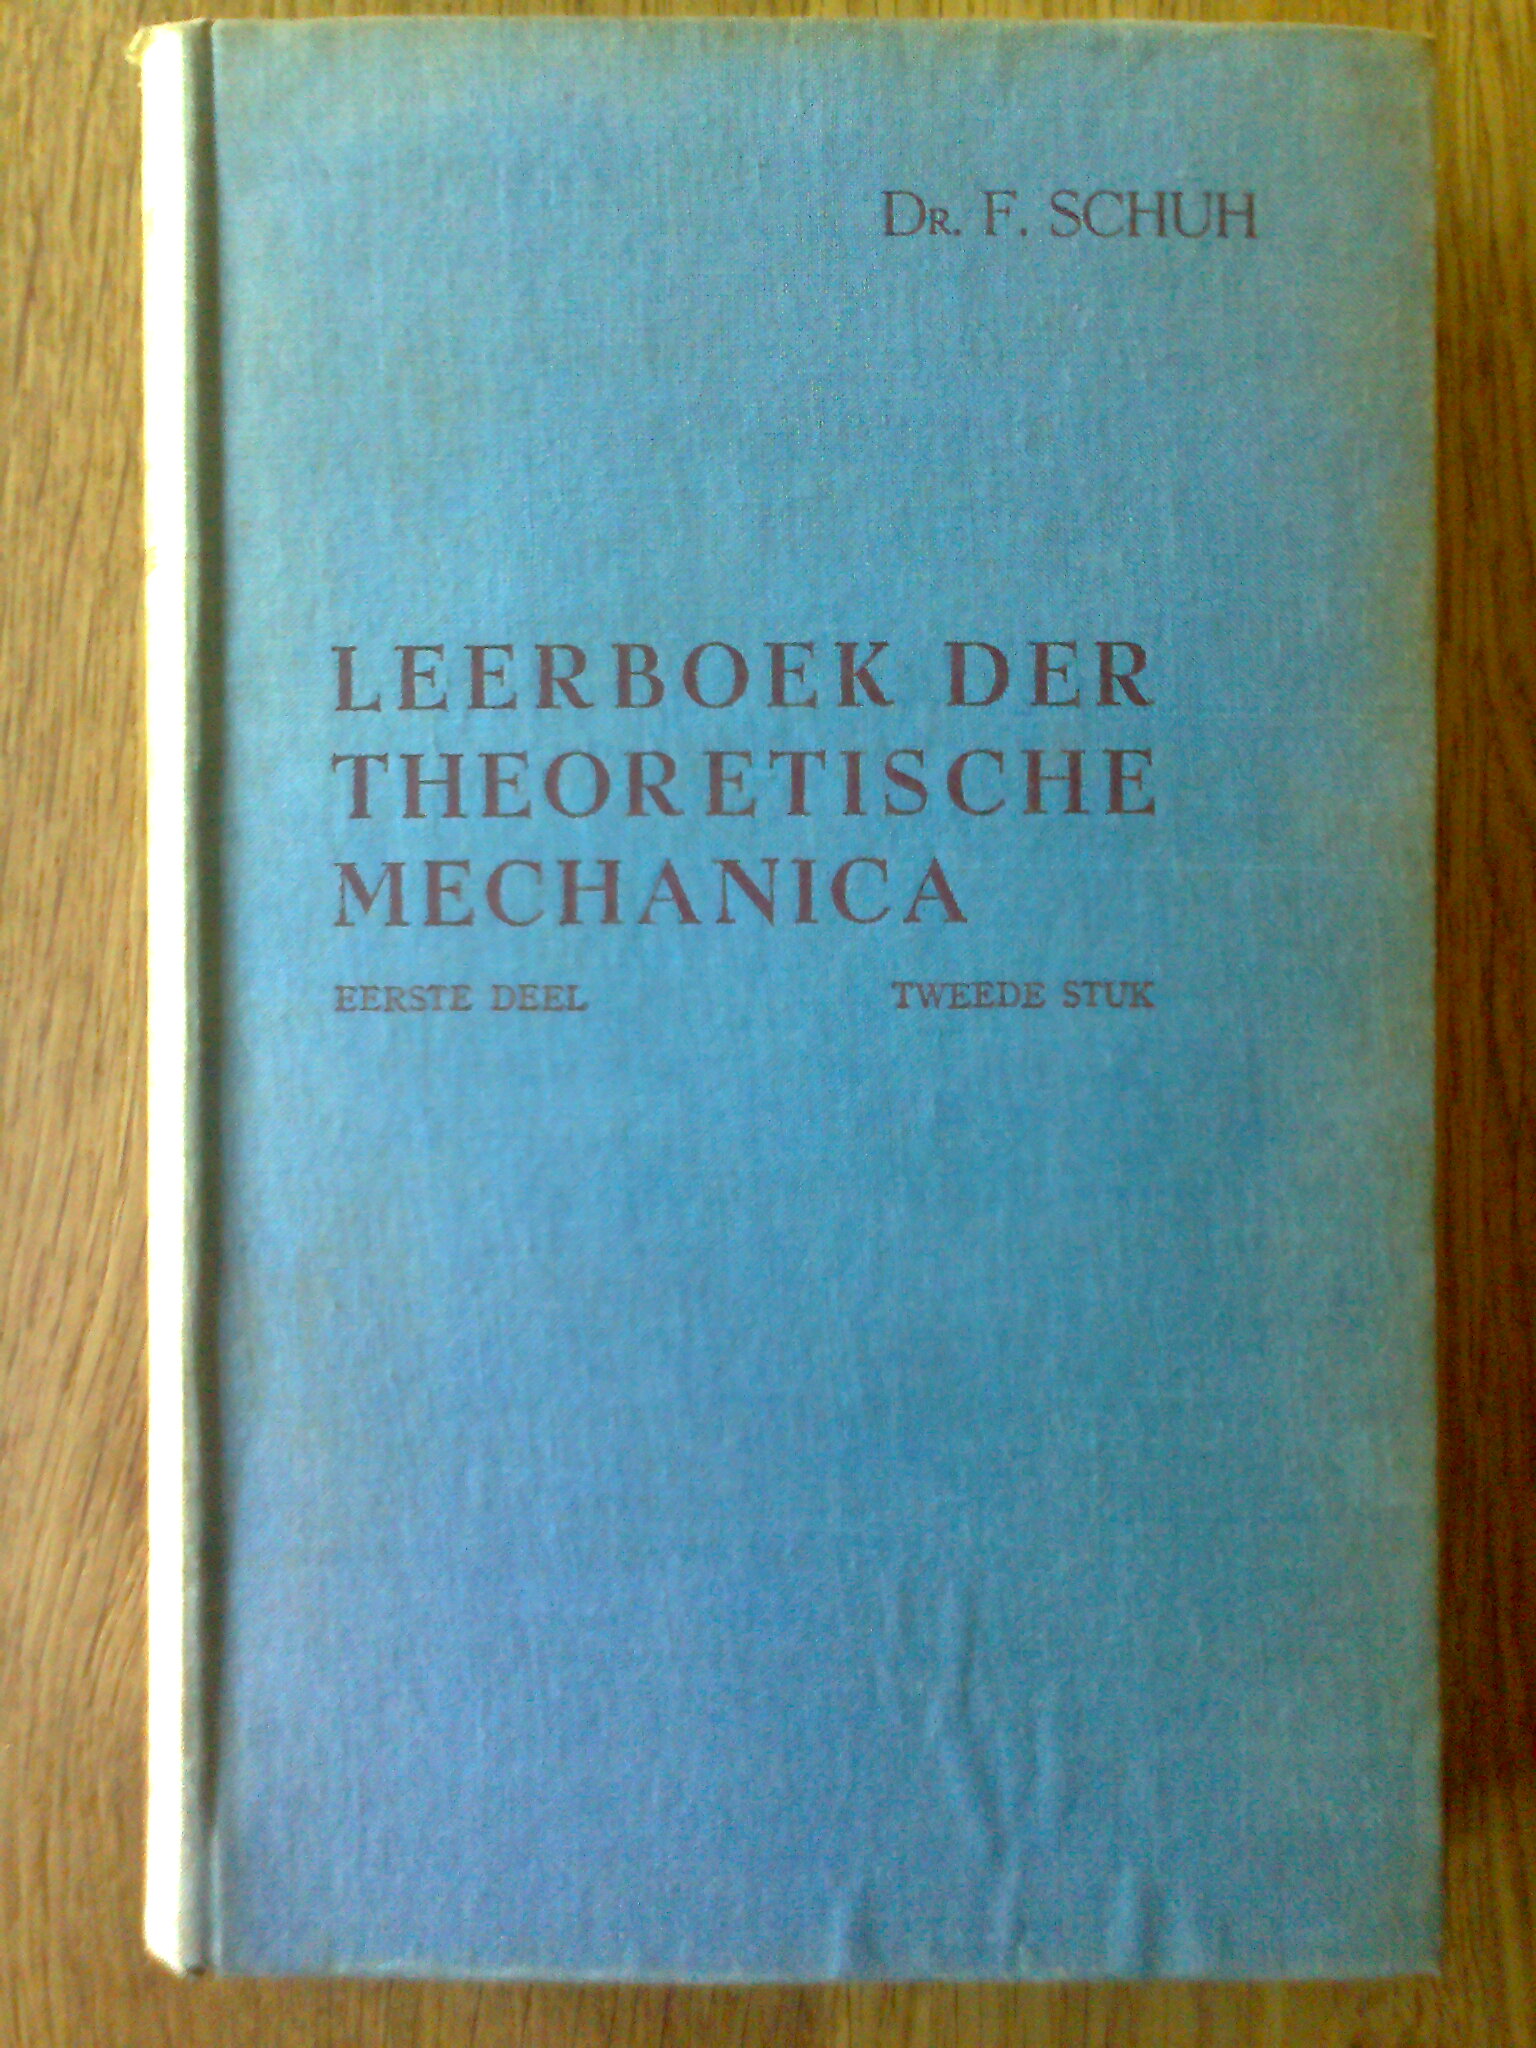 DR. F. SCHUH
LEERBOEK DER
THEORETISCHE
MECHANICA
EERSTE DEEL TWEEDE STUK